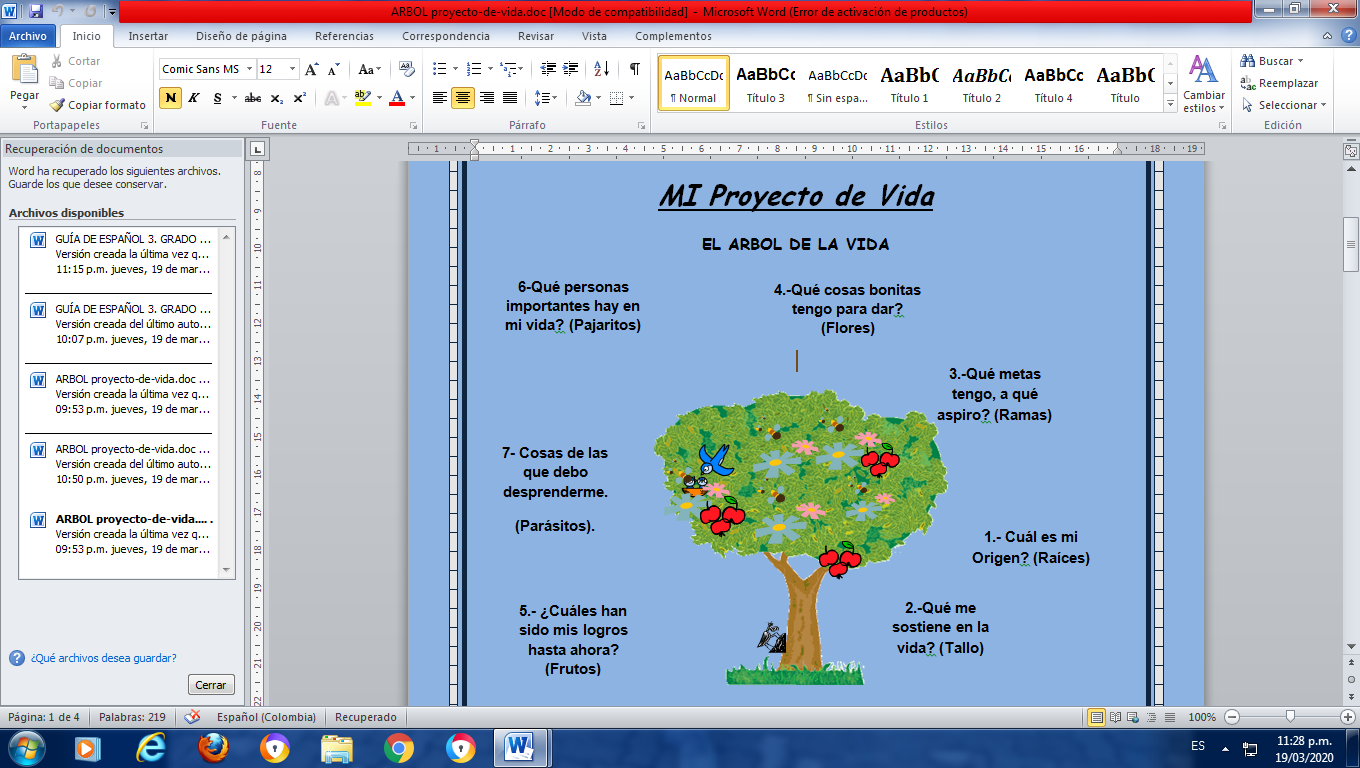 ARBOL proyecto-de-vida.doc [Modo de compatibilidad] - Microsoft Word (Error de activación de productos)
Archivo
Inicio
Insertar
Diseño de página
Referencias
Correspondencia
Revisar
Vista
Complementos
Pegar
Cortar
Copiar
Copiar formato
Portapapeles
Comic Sans MS
12
Fuente
Párrafo
AaBbCcDc
¶ Normal
AaBbCc
Título 3
AaBbCcDc
¶ Sin espa...
AaBbC
Título 1
AaBbC
Título 2
AaBbCc
Título 4
AaBbC
Título
Cambiar
estilos
Estilos
Buscar
Reemplazar
Seleccionar
Edición
Recuperación de documentos
Word ha recuperado los siguientes archivos.
Guarde los que desee conservar.
Archivos disponibles
GUÍA DE ESPAÑOL 3. GRADO ...
Versión creada la última vez q...
11:15 p.m. jueves, 19 de mar...
GUÍA DE ESPAÑOL 3. GRADO ...
Versión creada del último auto...
10:07 p.m. jueves, 19 de mar...
ARBOL proyecto-de-vida.doc ...
Versión creada la última vez q...
09:53 p.m. jueves, 19 de mar...
ARBOL proyecto-de-vida.doc ...
Versión creada del último auto...
10:50 p.m. jueves, 19 de mar...
ARBOL proyecto-de-vida.... .
Versión creada la última vez q...
09:53 p.m. jueves, 19 de mar...
¿Qué archivos desea guardar?
Cerrar
MI Proyecto de Vida
EL ARBOL DE LA VIDA
6-Qué personas
importantes hay en
mi vida? (Pajaritos)
4.-Qué cosas bonitas
tengo para dar?
(Flores)
3.-Qué metas
tengo, a qué
aspiro? (Ramas)
7- Cosas de las
que debo
desprenderme.
(Parásitos).
1.- Cuál es mi
Origen? (Raíces)
5.- ¿Cuáles han
sido mis logros
hasta ahora?
(Frutos)
2.-Qué me
sostiene en la
vida? (Tallo)
Página: 1 de 4
Palabras: 219
Español (Colombia)
Recuperado
100%
ES
11:28 p.m.
19/03/2020